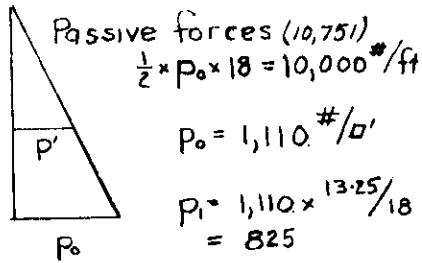 Passive forces (10,751)
1/2 × p₀ × 18 = 10,000 #/ft
p₀ = 1,110. #/□'
p' 
p₁ = 1,110. × 13.25/18
= 825
p₀